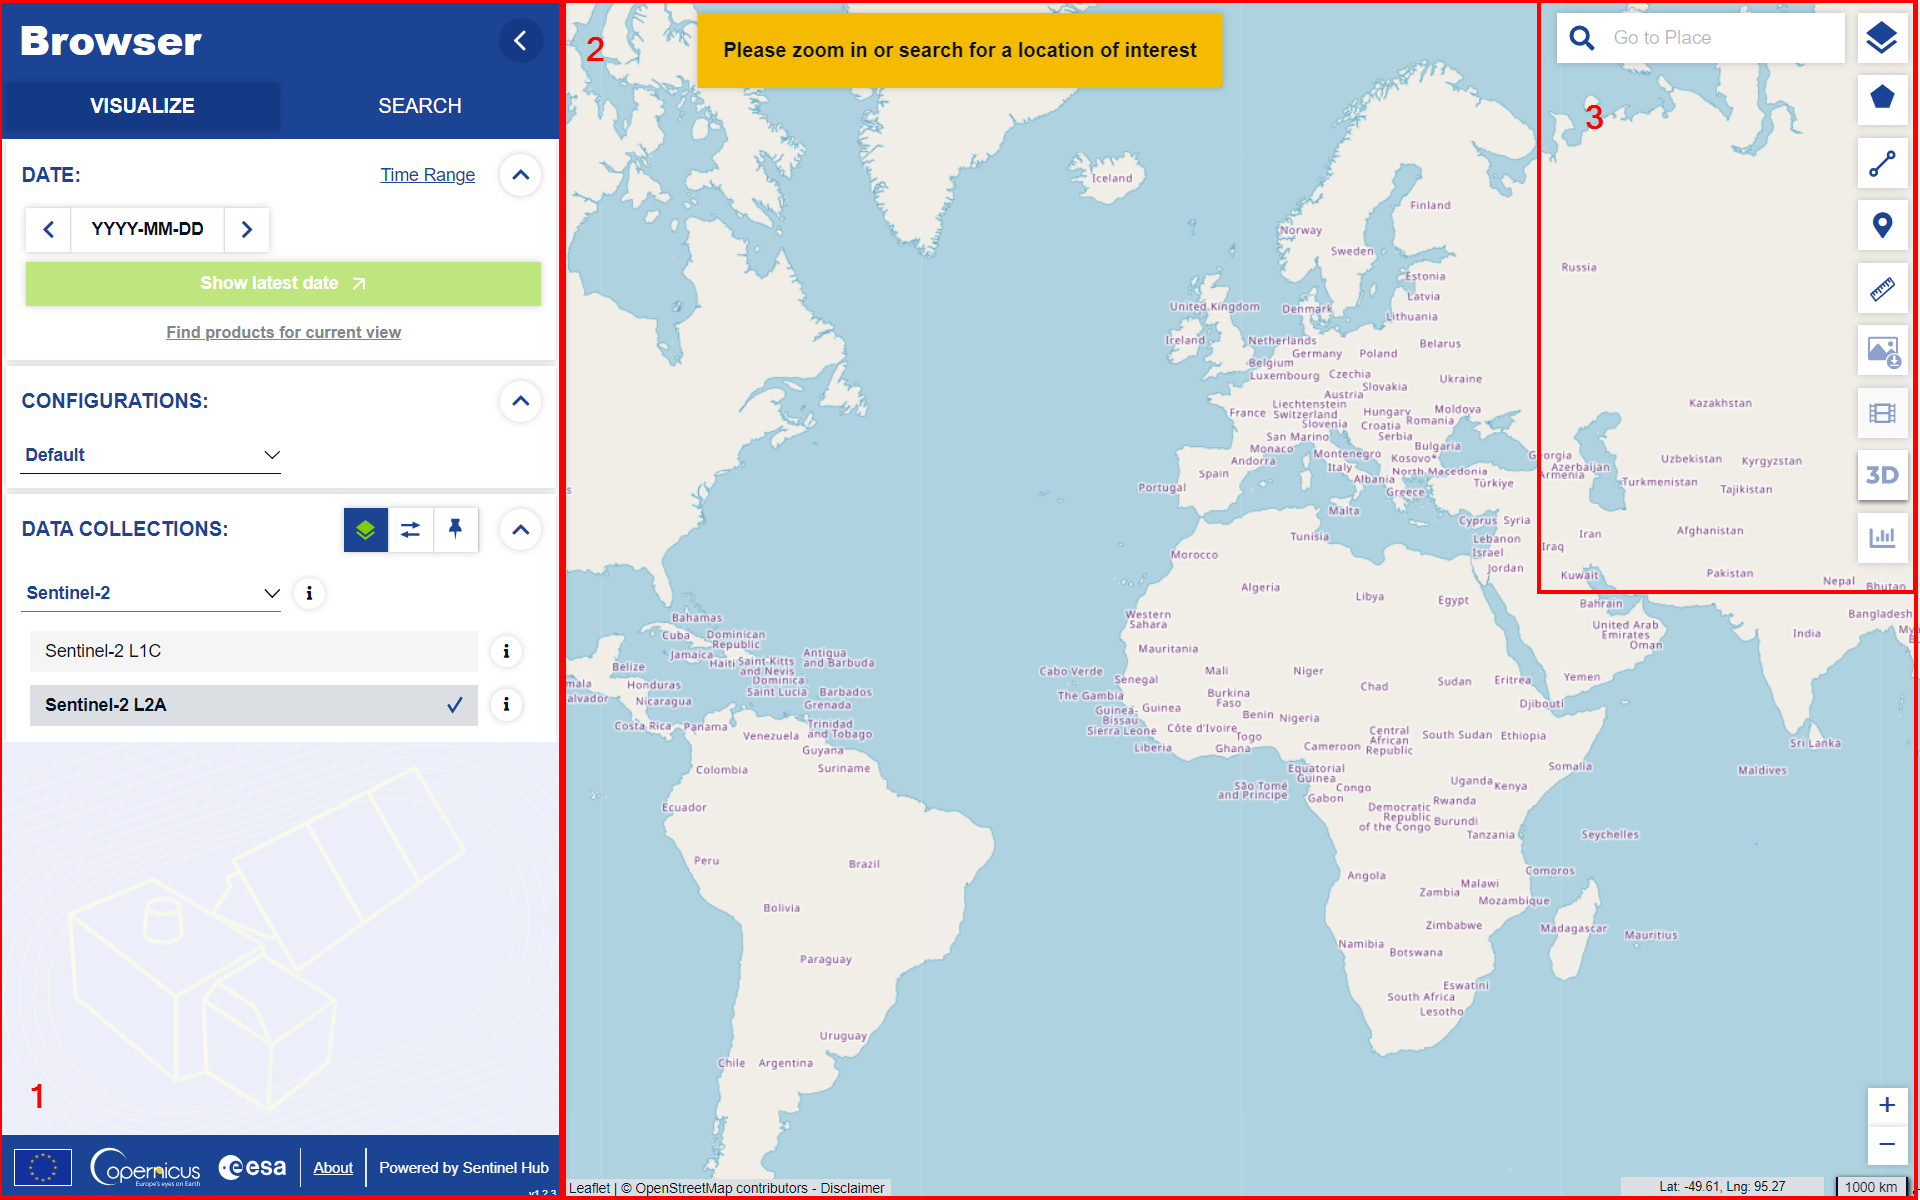 Browser
VISUALIZE
SEARCH
DATE:
Time Range
YYYY-MM-DD
Show latest date
Find products for current view
CONFIGURATIONS:
Default
DATA COLLECTIONS:
Sentinel-2
Sentinel-2 L1C
Sentinel-2 L2A
1
opernicus
Europe's eyes on Earth
esa
About
Powered by Sentinel Hub
v1.2.3
2
Please zoom in or search for a location of interest
Go to Place
3
3D
Iceland
Finland
Norway
Sweden
Russia
Estonia
Latvia
United Kingdom
Denmark
Lithuania
Ireland
Netherlands
Belarus
Germany
Poland
Belgium
Luxembourg
Czechia
Ukraine
Slovakia
Austria
Liechtenstein
Kazakhstan
France
Switzerland
Hungary
Moldova
Slovenia
Croatia
Romania
San Marino
Serbia
Monaco
Bulgaria
Montenegro
Kosovo*
Georgia
Andorra
Italy
Azerbaijan
Uzbekistan
Kyrgyzstan
Spain
North Macedonia
Armenia
Albania
Türkiye
Turkmenistan
Tajikistan
Portugal
Greece
Malta
Cyprus
Syria
Tunisia
Lebanon
Iran
Afghanistan
Morocco
Israel
Iraq
Jordan
Kuwait
Pakistan
Nepal
Bhutan
Algeria
Libya
Egypt
Bahrain
Bangladesh
Western
Sahara
United Arab
Emirates
Oman
India
Bahamas
Cuba
Dominican
Republic
Jamaica
Haiti
Saint Kitts
and Nevis
Antigua
and Barbuda
Belize
Dominica
Honduras
Saint Lucia
Barbados
Nicaragua
Grenada
Costa Rica
Panama
Trinidad
and Tobago
Venezuela
Guyana
Colombia
Suriname
Ecuador
Peru
Brazil
Bolivia
Paraguay
Uruguay
Chile
Argentina
Mauritania
Cabo Verde
Senegal
Mali
Niger
Chad
Sudan
Eritrea
Yemen
The Gambia
Burkina
Faso
Djibouti
Guinea-
Bissau
Guinea
Benin
Nigeria
Sierra Leone
Côte d'Ivoire
Togo
Central
African
Republic
South Sudan
Ethiopia
Liberia
Ghana
Cameroon
Sri Lanka
Equatorial
Guinea
Somalia
Maldives
São Tomé
and Principe
Congo
Uganda
Kenya
Gabon
Democratic
Republic
of the Congo
Rwanda
Burundi
Tanzania
Seychelles
Angola
Comoros
Malawi
Zambia
Mozambique
Zimbabwe
Madagascar
Mauritius
Namibia
Botswana
Eswatini
South Africa
Lesotho
+
−
Leaflet | © OpenStreetMap contributors - Disclaimer
Lat: -49.61, Lng: 95.27
1000 km